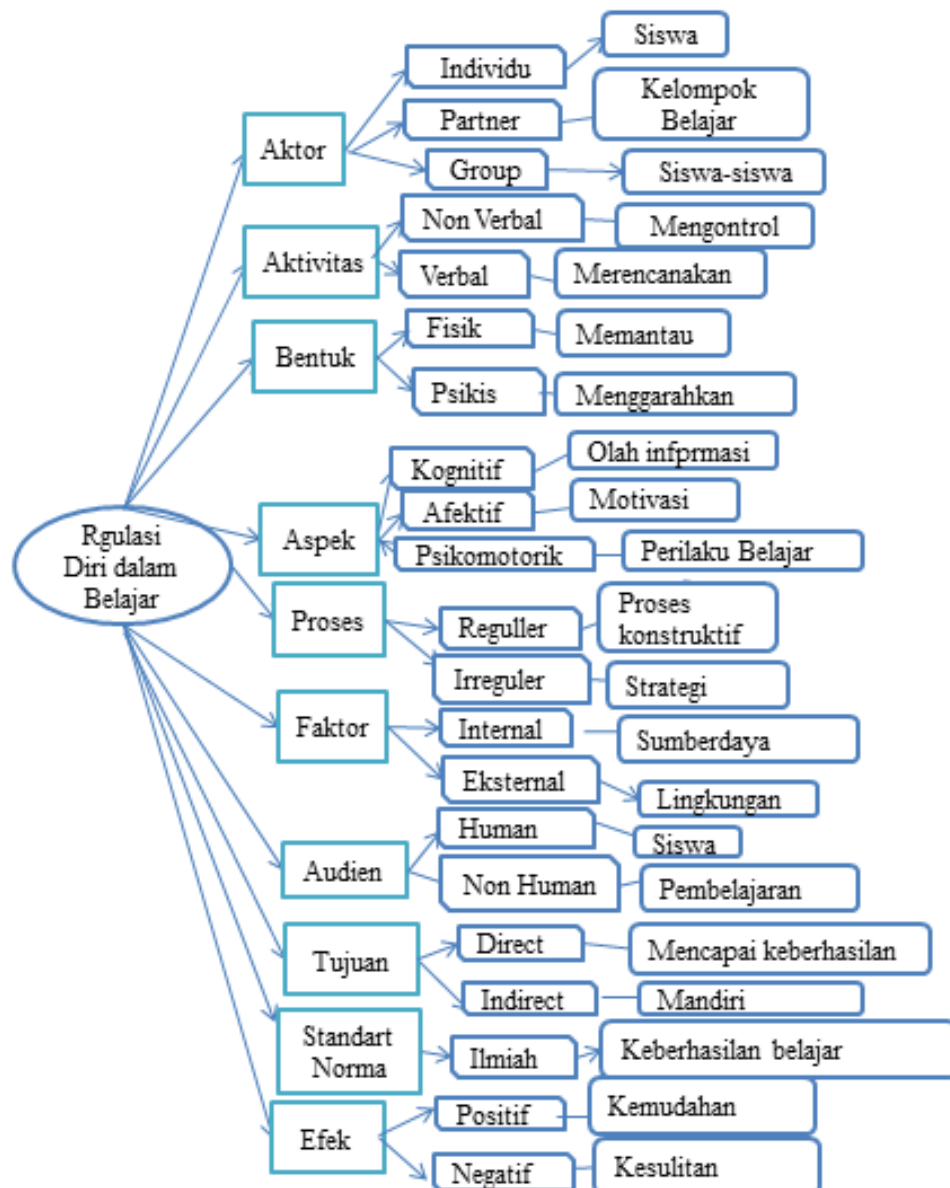 Rgulasi
Diri dalam
Belajar
Aktor
Individu
Siswa
Partner
Kelompok
Belajar
Group
Siswa-siswa
Aktivitas
Non Verbal
Mengontrol
Verbal
Merencanakan
Bentuk
Fisik
Memantau
Psikis
Menggarahkan
Aspek
Kognitif
Olah infprmasi
Afektif
Motivasi
Psikomotorik
Perilaku Belajar
Proses
Reguller
Proses
konstruktif
Irreguler
Strategi
Faktor
Internal
Sumberdaya
Eksternal
Lingkungan
Audien
Human
Siswa
Non Human
Pembelajaran
Tujuan
Direct
Mencapai keberhasilan
Indirect
Mandiri
Standart
Norma
Ilmiah
Keberhasilan belajar
Efek
Positif
Kemudahan
Negatif
Kesulitan